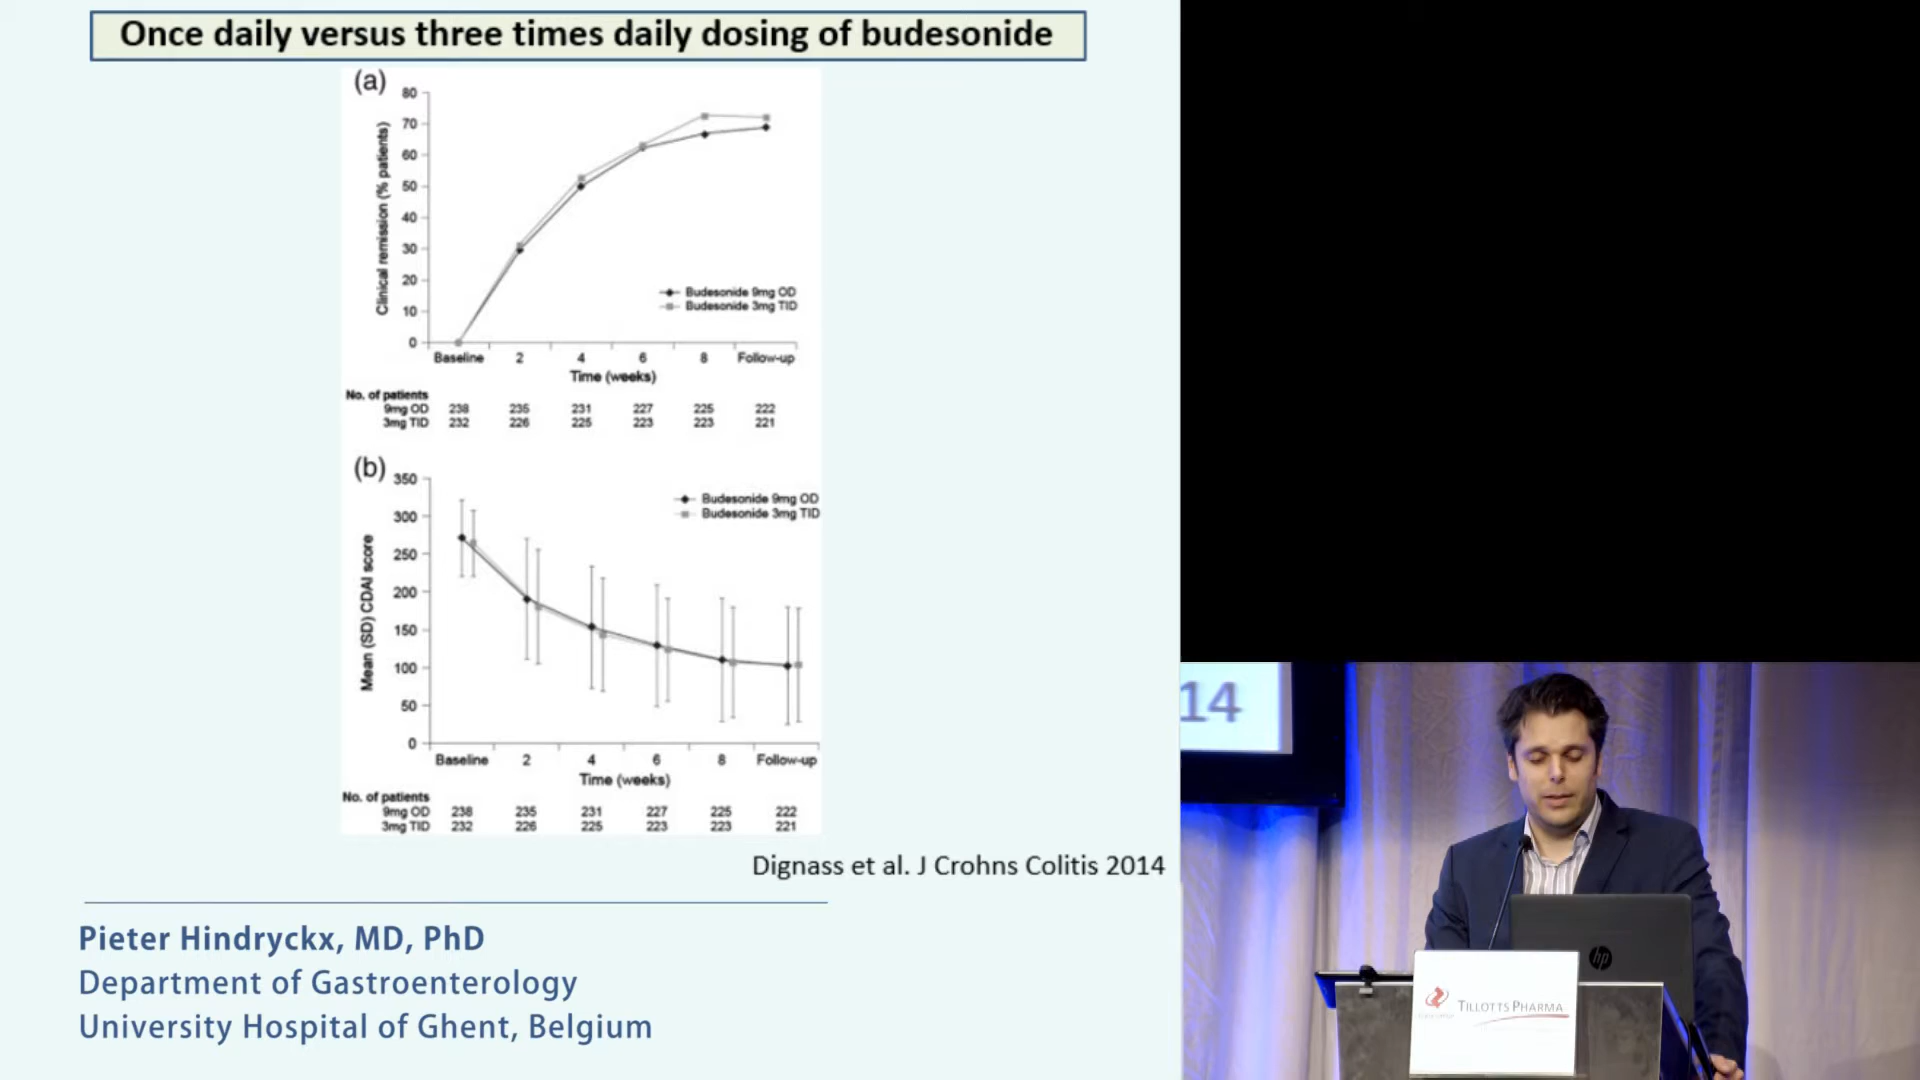 Once daily versus three times daily dosing of budesonide
(a)
Clinical remission (% patients)
80
70
60
50
40
30
20
10
0
Budesonide 9mg OD
Budesonide 3mg TID
Baseline 2 4 6 8 Follow-up
Time (weeks)
No. of patients
9mg OD 238 235 231 227 225 222
3mg TID 232 226 225 223 223 221
(b)
Mean (SD) CDAI score
350
300
250
200
150
100
50
0
Budesonide 9mg OD
Budesonide 3mg TID
Baseline 2 4 6 8 Follow-up
Time (weeks)
No. of patients
9mg OD 238 235 231 227 225 222
3mg TID 232 226 225 223 223 221
Dignass et al. J Crohns Colitis 2014
Pieter Hindryckx, MD, PhD
Department of Gastroenterology
University Hospital of Ghent, Belgium
14
hp
TILLOTTS PHARMA